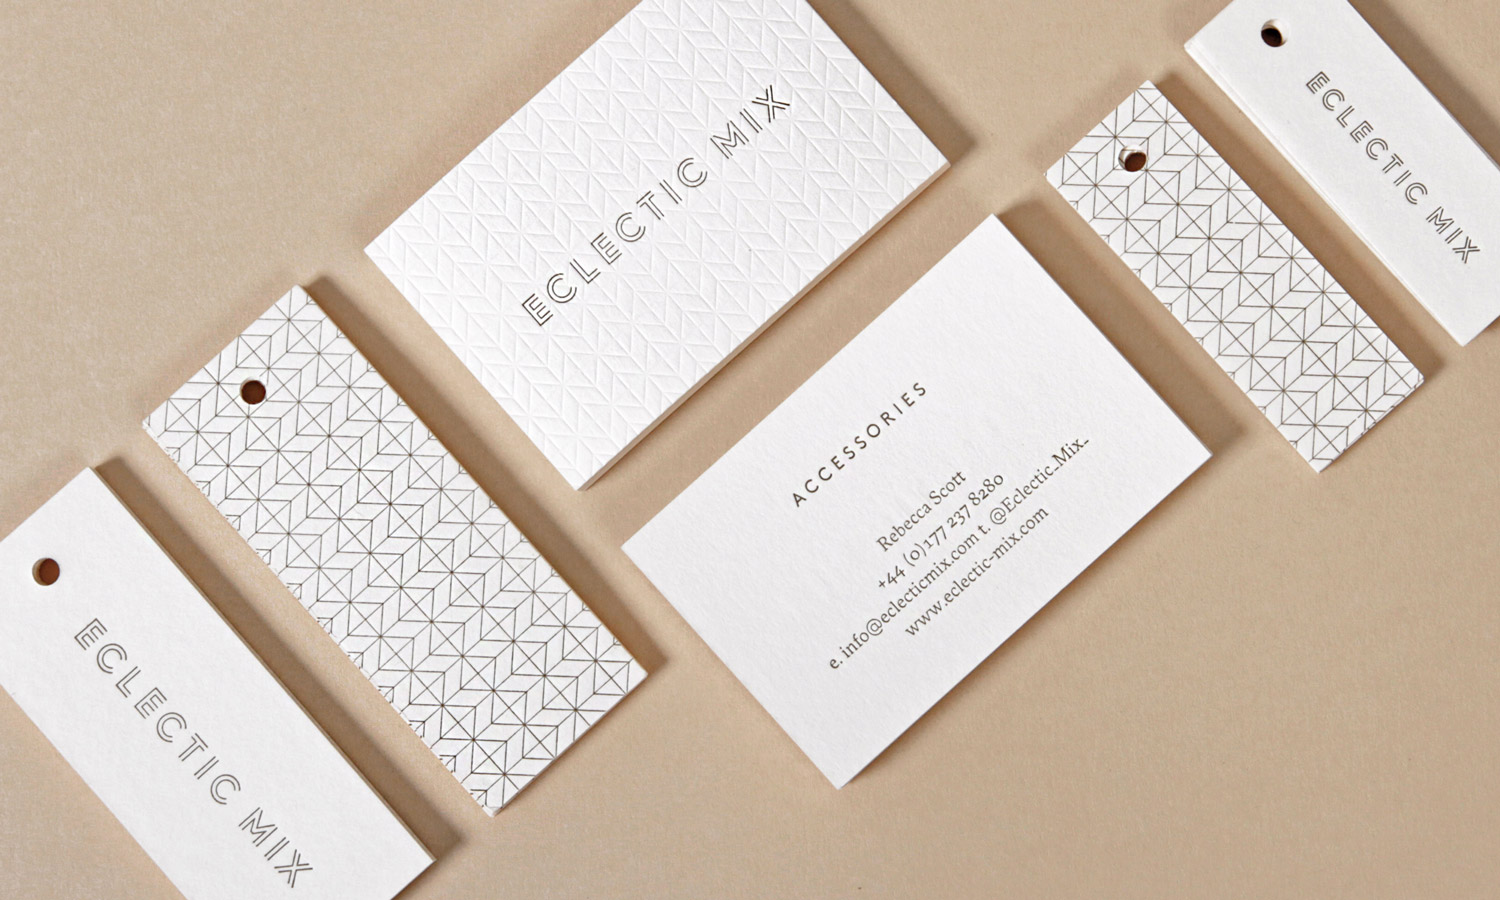 ECLECTIC MIX
ECLECTIC MIX
ECLECTIC MIX
ACCESSORIES
Rebecca Scott
+44 (0)177 237 8280
e. info@eclecticmix.com t. @Eclectic_Mix_
www.eclectic-mix.com